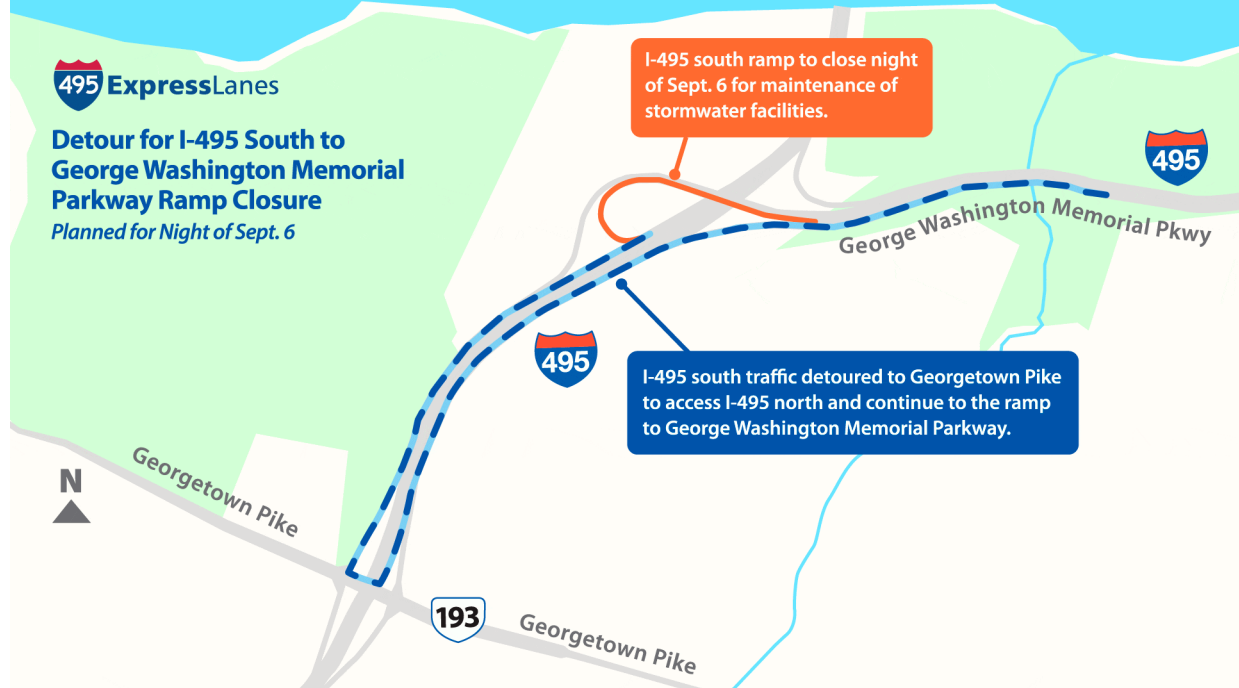 495 ExpressLanes
Detour for I-495 South to
George Washington Memorial
Parkway Ramp Closure
Planned for Night of Sept. 6
I-495 south ramp to close night
of Sept. 6 for maintenance of
stormwater facilities.
495
George Washington Memorial Pkwy
495
I-495 south traffic detoured to Georgetown Pike
to access I-495 north and continue to the ramp
to George Washington Memorial Parkway.
N
Georgetown Pike
193
Georgetown Pike